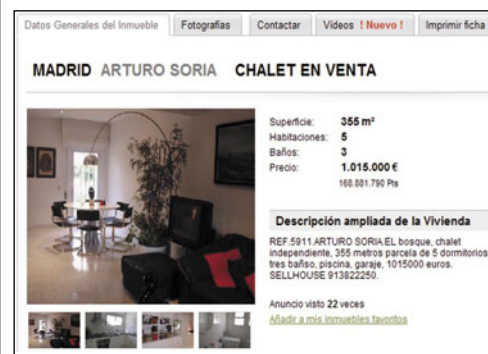 Datos Generales del Inmueble Fotografías Contactar Vídeos ! Nuevo ! Imprimir ficha
MADRID ARTURO SORIA CHALET EN VENTA
Superficie: 355 m²
Habitaciones: 5
Baños: 3
Precio: 1.015.000 €
168.881.790 Pts
Descripción ampliada de la Vivienda
REF.5911.ARTURO SORIA.EL bosque, chalet
independiente, 355 metros parcela de 5 dormitorios
tres bañso, piscina, garaje, 1015000 euros.
SELLHOUSE 913822250.
Anuncio visto 22 veces
Añadir a mis inmuebles favoritos